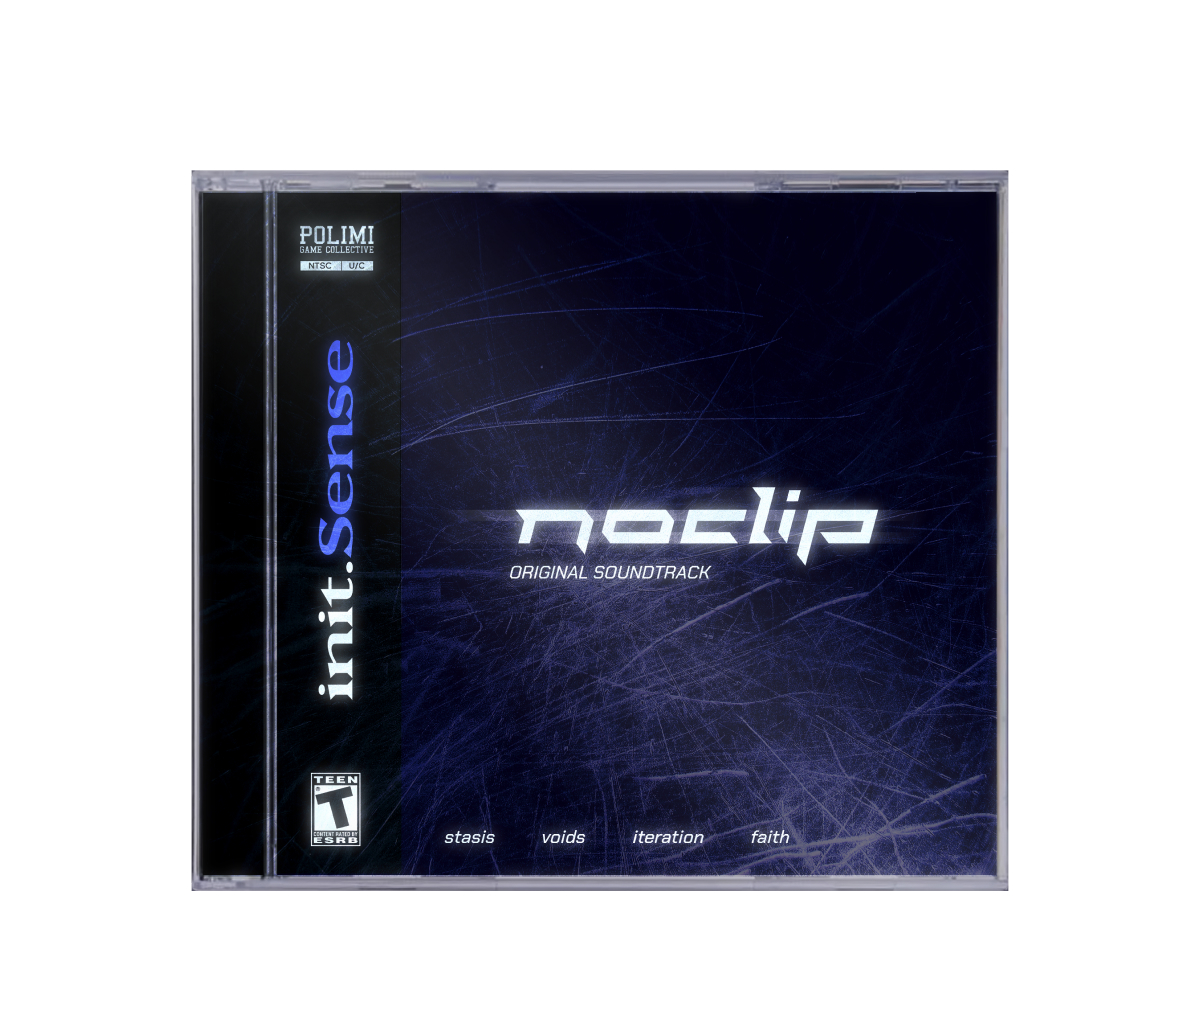 POLIMI
GAME COLLECTIVE
NTSC | U/C
init.Sense
noclip
ORIGINAL SOUNDTRACK
TEEN
T
®
CONTENT RATED BY
ESRB
stasis voids iteration faith